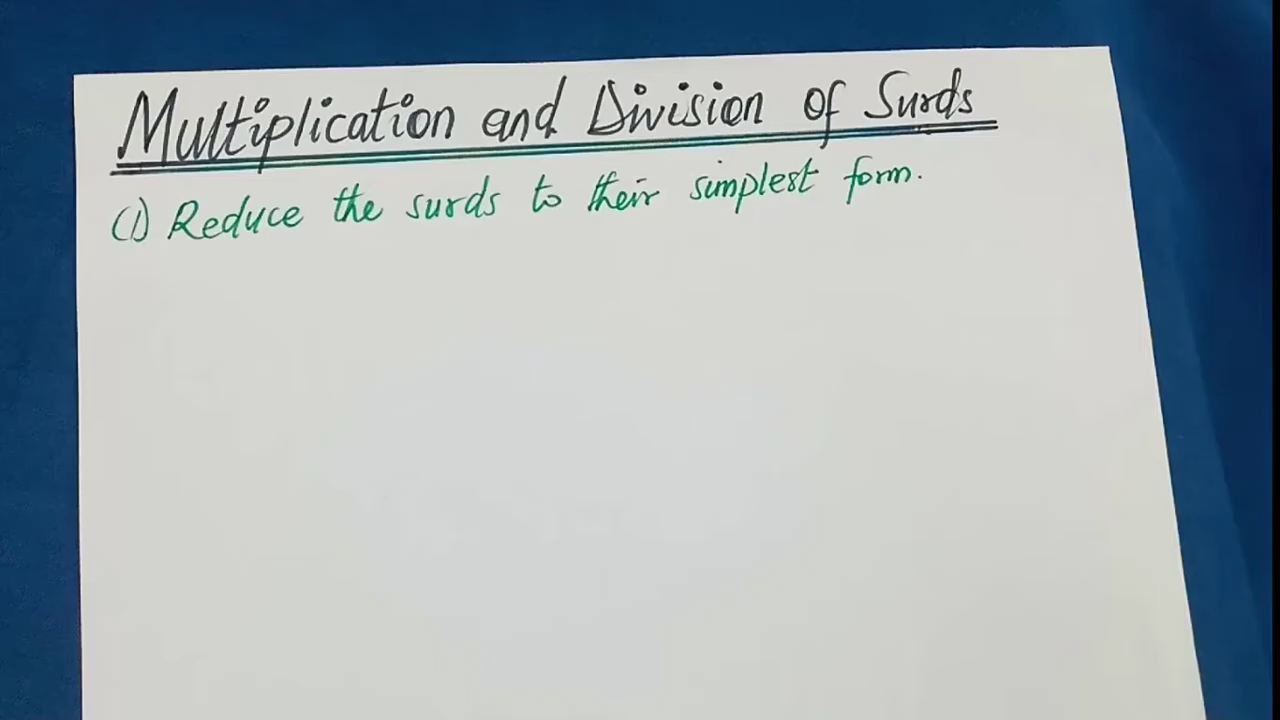 Multiplication and Division of Surds
(1) Reduce the surds to their simplest form.